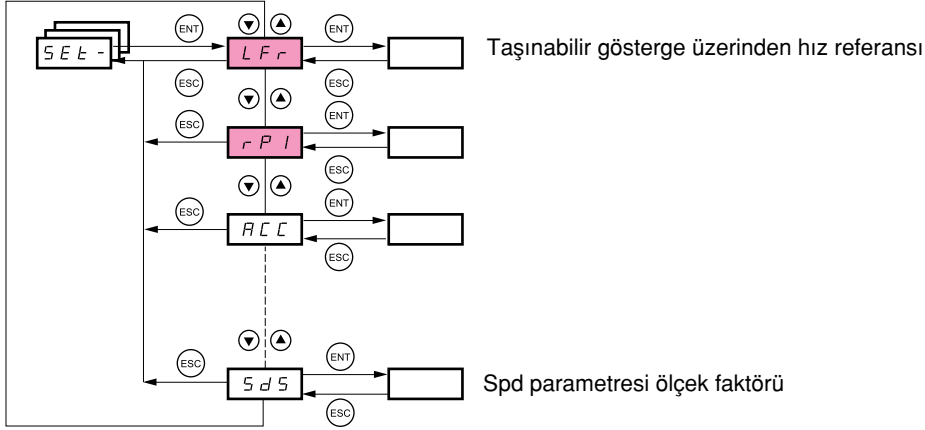 ENT ENT
SEt- LFr Taşınabilir gösterge üzerinden hız referansı
ESC ESC
ESC ENT
rP1
ESC
ESC ENT
ACC
ESC
ESC ENT
SdS Spd parametresi ölçek faktörü
ESC